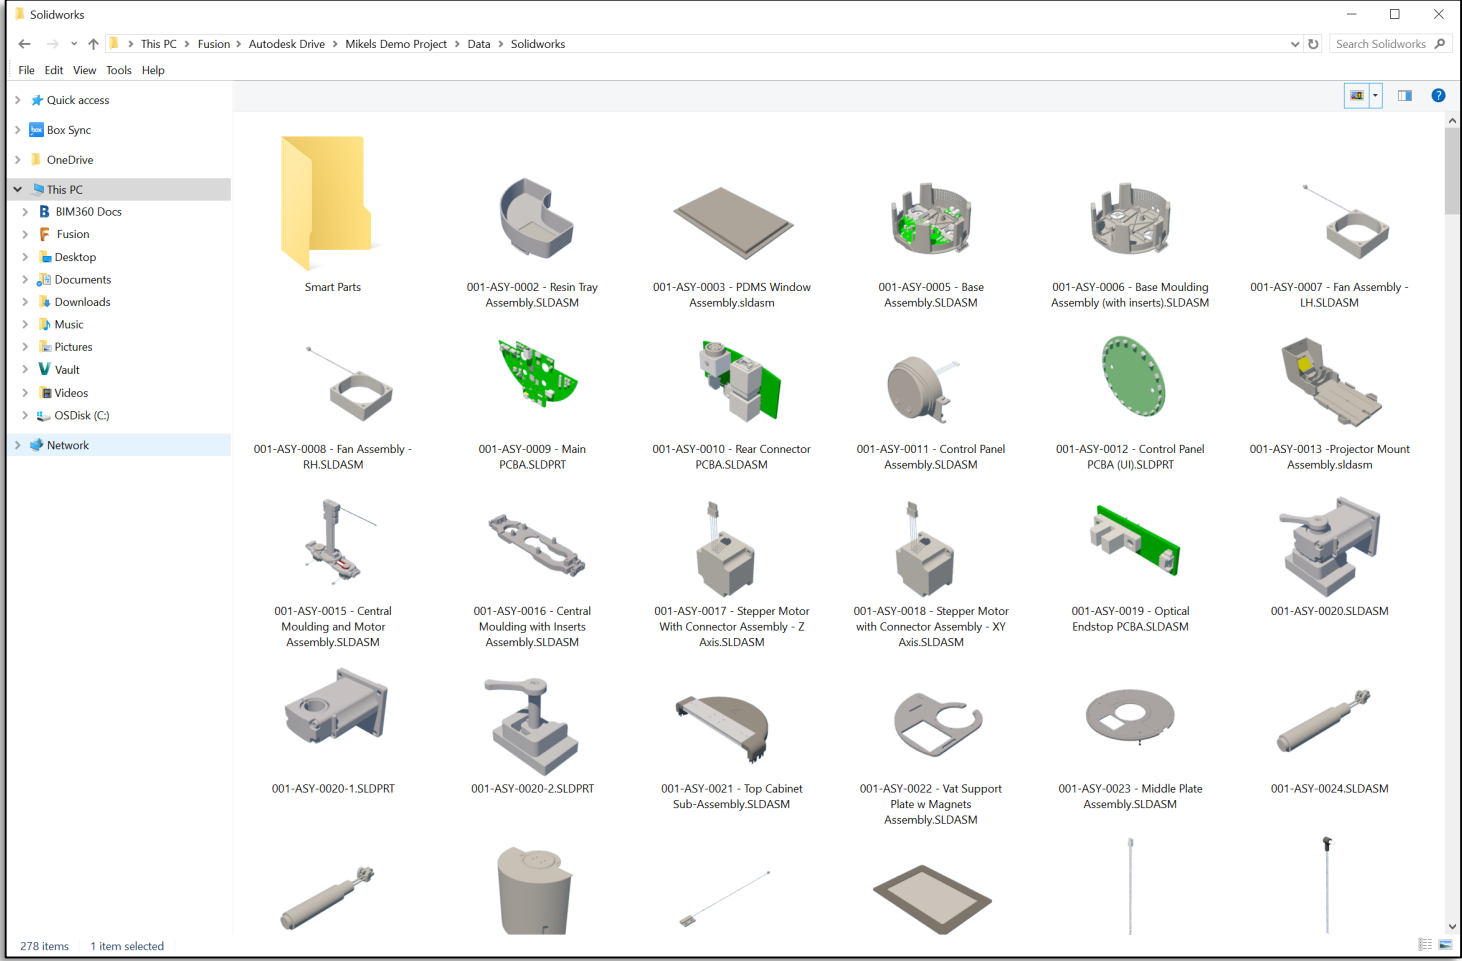 Solidworks
This PC > Fusion > Autodesk Drive > Mikels Demo Project > Data > Solidworks
Search Solidworks
File Edit View Tools Help
Quick access
Box Sync
OneDrive
This PC
BIM360 Docs
Fusion
Desktop
Documents
Downloads
Music
Pictures
Vault
Videos
OSDisk (C:)
Network
Smart Parts
001-ASY-0002 - Resin Tray
Assembly.SLDASM
001-ASY-0003 - PDMS Window
Assembly.sldasm
001-ASY-0005 - Base
Assembly.SLDASM
001-ASY-0006 - Base Moulding
Assembly (with inserts).SLDASM
001-ASY-0007 - Fan Assembly -
LH.SLDASM
001-ASY-0008 - Fan Assembly -
RH.SLDASM
001-ASY-0009 - Main
PCBA.SLDPRT
001-ASY-0010 - Rear Connector
PCBA.SLDASM
001-ASY-0011 - Control Panel
Assembly.SLDASM
001-ASY-0012 - Control Panel
PCBA (UI).SLDPRT
001-ASY-0013 -Projector Mount
Assembly.sldasm
001-ASY-0015 - Central
Moulding and Motor
Assembly.SLDASM
001-ASY-0016 - Central
Moulding with Inserts
Assembly.SLDASM
001-ASY-0017 - Stepper Motor
With Connector Assembly - Z
Axis.SLDASM
001-ASY-0018 - Stepper Motor
with Connector Assembly - XY
Axis.SLDASM
001-ASY-0019 - Optical
Endstop PCBA.SLDASM
001-ASY-0020.SLDASM
001-ASY-0020-1.SLDPRT
001-ASY-0020-2.SLDPRT
001-ASY-0021 - Top Cabinet
Sub-Assembly.SLDASM
001-ASY-0022 - Vat Support
Plate w Magnets
Assembly.SLDASM
001-ASY-0023 - Middle Plate
Assembly.SLDASM
001-ASY-0024.SLDASM
278 items
1 item selected